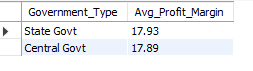 Government_Type Avg_Profit_Margin
State Govt 17.93
Central Govt 17.89